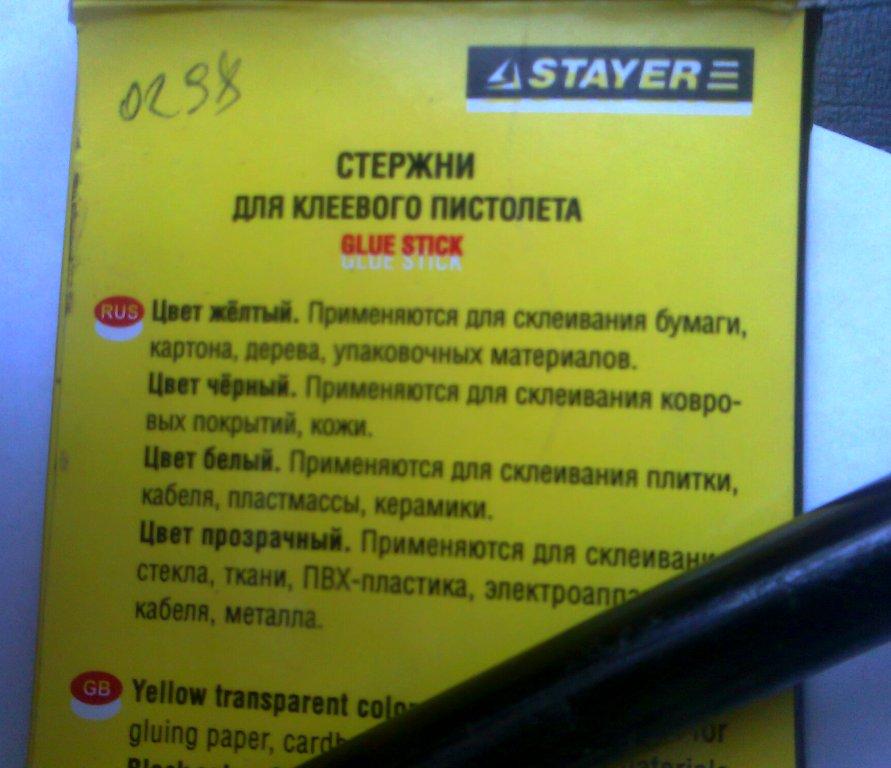 0298
STAYER
СТЕРЖНИ
ДЛЯ КЛЕЕВОГО ПИСТОЛЕТА
GLUE STICK
RUS Цвет жёлтый. Применяются для склеивания бумаги,
картона, дерева, упаковочных материалов.
Цвет чёрный. Применяются для склеивания ковро-
вых покрытий, кожи.
Цвет белый. Применяются для склеивания плитки,
кабеля, пластмассы, керамики.
Цвет прозрачный. Применяются для
стекла, ткани, ПВХ-пластика,
кабеля, металла.
GB Yellow transparent
gluing paper, for